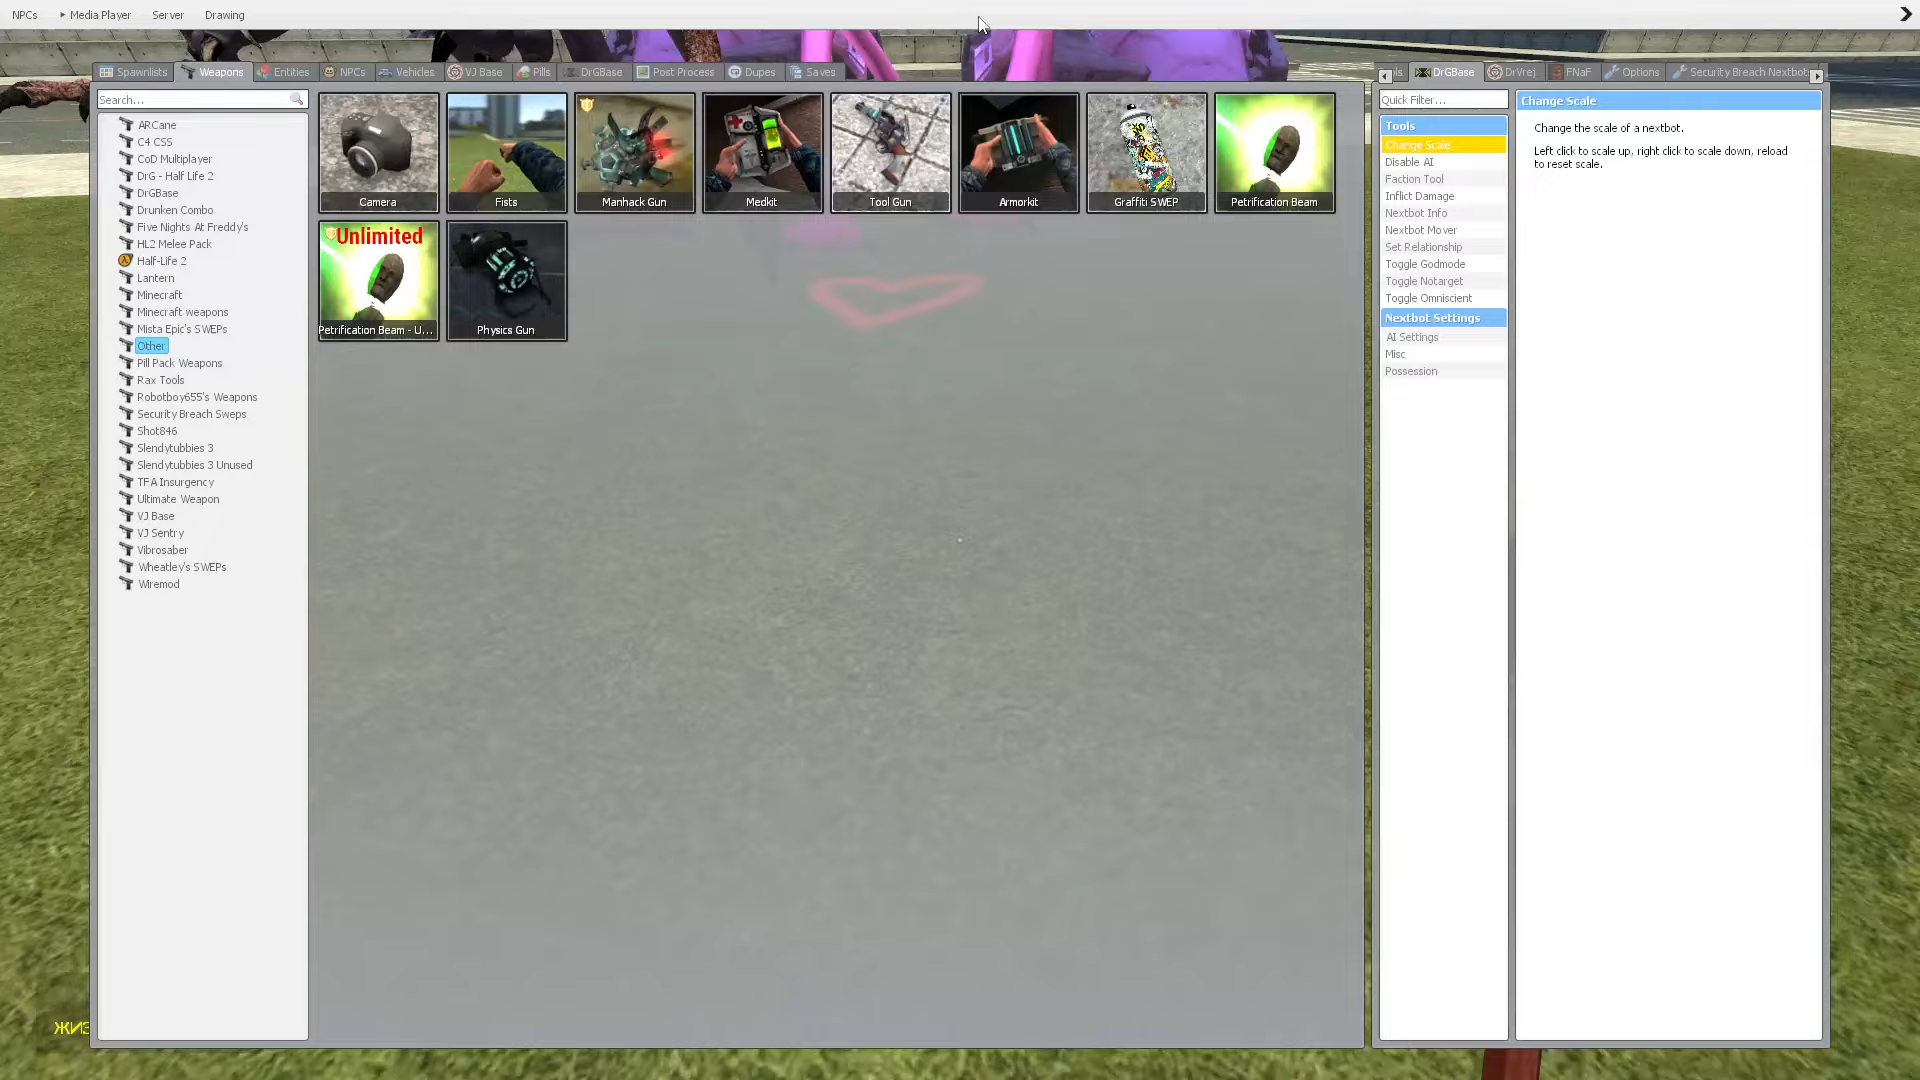 NPCs
Media Player
Server
Drawing
Spawnlists
Weapons
Entities
NPCs
Vehicles
VJ Base
Pills
DrGBase
Post Process
Dupes
Saves
Search...
ARCane
C4 CSS
CoD Multiplayer
DrG - Half Life 2
DrGBase
Drunken Combo
Five Nights At Freddy's
HL2 Melee Pack
Half-Life 2
Lantern
Minecraft
Minecraft weapons
Mista Epic's SWEPs
Other
Pill Pack Weapons
Rax Tools
Robotboy655's Weapons
Security Breach Sweps
Shot846
Slendytubbies 3
Slendytubbies 3 Unused
TFA Insurgency
Ultimate Weapon
VJ Base
VJ Sentry
Vibrosaber
Wheatley's SWEPs
Wiremod
Camera
Fists
Manhack Gun
Medkit
Tool Gun
Armorkit
Graffiti SWEP
Petrification Beam
Unlimited
Petrification Beam - U...
Physics Gun
DrGBase
DrVrej
FNaF
Options
Security Breach Nextbot
Quick Filter...
Tools
Change Scale
Disable AI
Faction Tool
Inflict Damage
Nextbot Info
Nextbot Mover
Set Relationship
Toggle Godmode
Toggle Notarget
Toggle Omniscient
Nextbot Settings
AI Settings
Misc
Possession
Change Scale
Change the scale of a nextbot.
Left click to scale up, right click to scale down, reload
to reset scale.